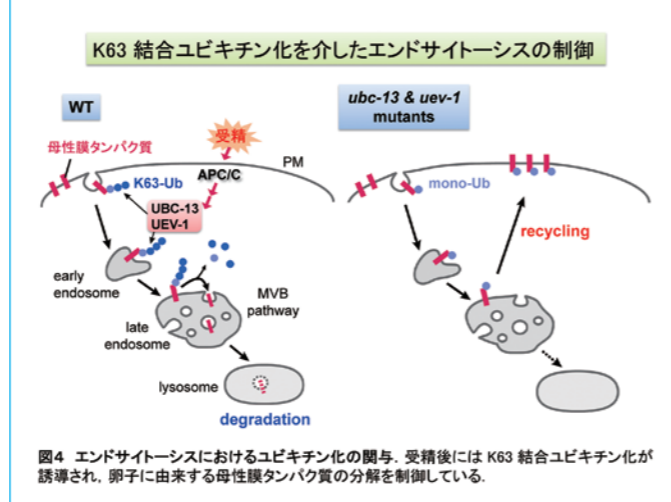 K63 結合ユビキチン化を介したエンドサイトーシスの制御
WT
ubc-13 & uev-1
mutants
受精
母性膜タンパク質
PM
K63-Ub
APC/C
mono-Ub
UBC-13
UEV-1
recycling
early
endosome
MVB
pathway
late
endosome
lysosome
degradation
図4 エンドサイトーシスにおけるユビキチン化の関与. 受精後には K63 結合ユビキチン化が
誘導され, 卵子に由来する母性膜タンパク質の分解を制御している.